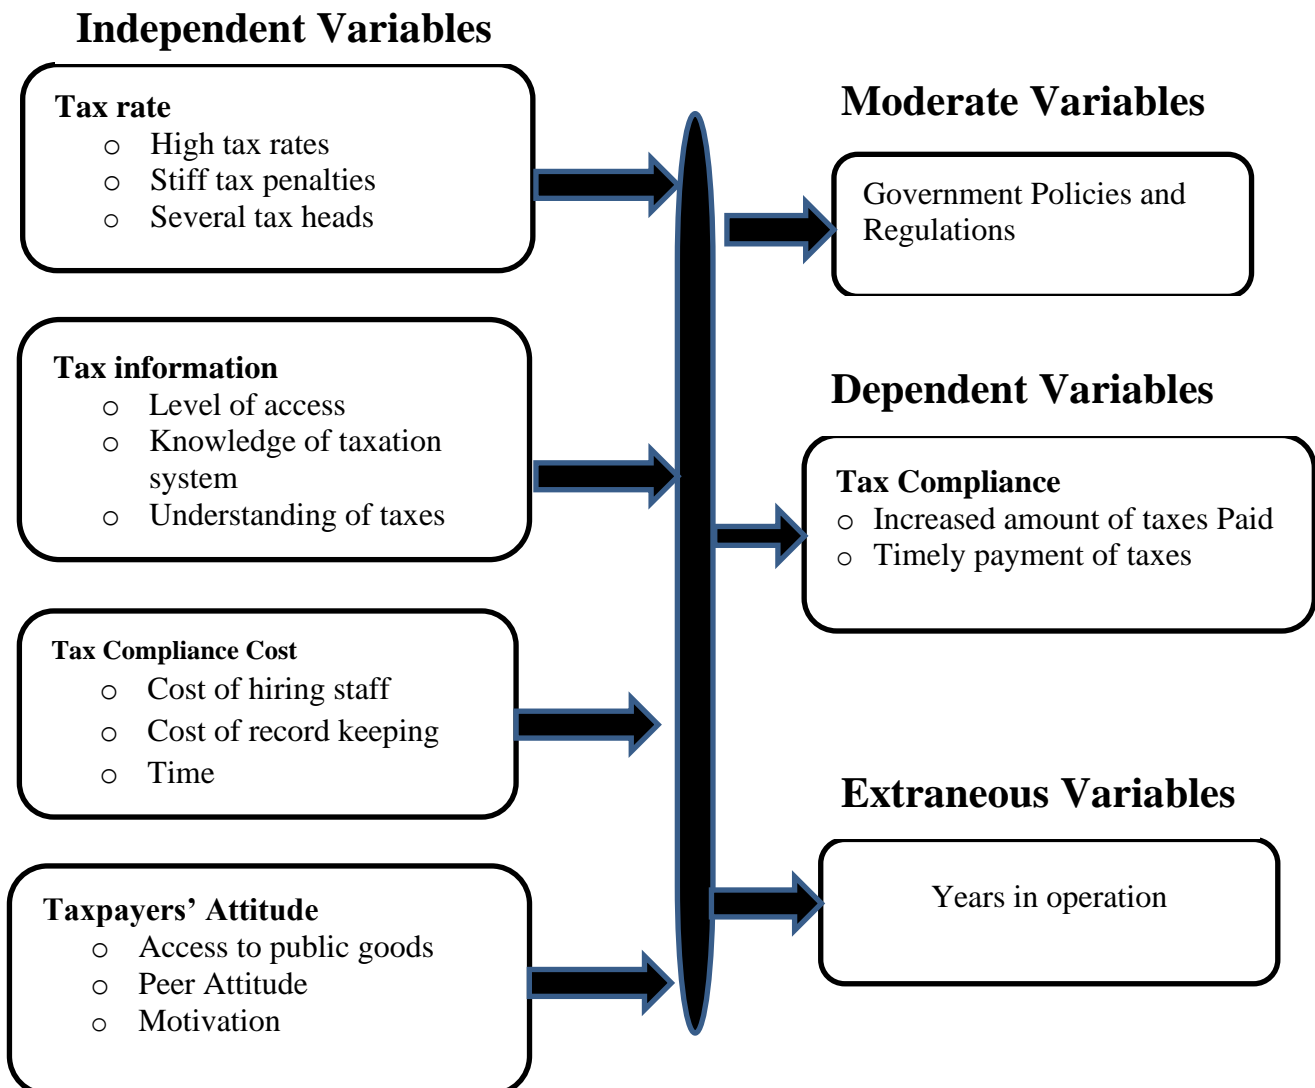 Independent Variables
Tax rate
o High tax rates
o Stiff tax penalties
o Several tax heads
Tax information
o Level of access
o Knowledge of taxation
system
o Understanding of taxes
Tax Compliance Cost
o Cost of hiring staff
o Cost of record keeping
o Time
Taxpayers’ Attitude
o Access to public goods
o Peer Attitude
o Motivation
Moderate Variables
Government Policies and
Regulations
Dependent Variables
Tax Compliance
o Increased amount of taxes Paid
o Timely payment of taxes
Extraneous Variables
Years in operation